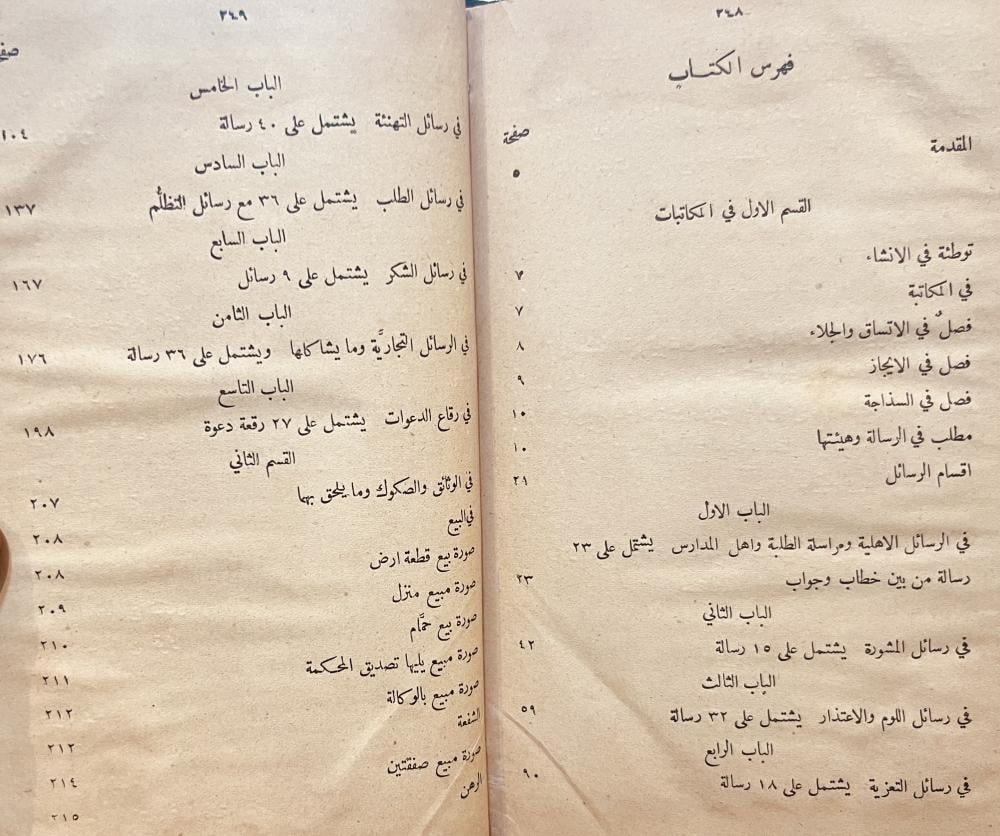 ٢٤٨
فهرس الكتاب
صفحة
المقدمة ٥
القسم الاول في المكاتبات
توطئة في الانشاء ٧
في المكاتبة ٧
فصلٌ في الاتساق والجلاء ٨
فصل في الايجاز ٩
فصل في السذاجة ١٠
مطلب في الرسالة وهيئتها ١٠
اقسام الرسائل ٢١
الباب الاول
في الرسائل الاهلية ومراسلة الطلبة واهل المدارس يشتمل على ٢٣
رسالة من بين خطاب وجواب ٢٣
الباب الثاني
في رسائل المشورة يشتمل على ١٥ رسالة ٤٢
الباب الثالث
في رسائل اللوم والاعتذار يشتمل على ٣٢ رسالة ٥٩
الباب الرابع
في رسائل التعزية يشتمل على ١٨ رسالة ٩٠
٢٤٩
صفح
الباب الخامس
في رسائل التهنئة يشتمل على ٤٠ رسالة ١٠٤
الباب السادس
في رسائل الطلب يشتمل على ٣٦ مع رسائل التظلُّم ١٣٧
الباب السابع
في رسائل الشكر يشتمل على ٩ رسائل ١٦٧
الباب الثامن
في الرسائل التجاريَّة وما يشاكلها ويشتمل على ٣٦ رسالة ١٧٦
الباب التاسع
في رقاع الدعوات يشتمل على ٢٧ رقعة دعوة ١٩٨
القسم الثاني
في الوثائق والصكوك وما يلحق بها ٢٠٧
في البيع ٢٠٨
صورة بيع قطعة ارض ٢٠٨
صورة مبيع منزل ٢٠٩
صورة بيع حمَّام ٢١٠
صورة مبيع يليها تصديق المحكمة ٢١١
صورة مبيع بالوكالة ٢١٢
الشفعة ٢١٢
صورة مبيع صفقتين ٢١٤
الرهن ٢١٥